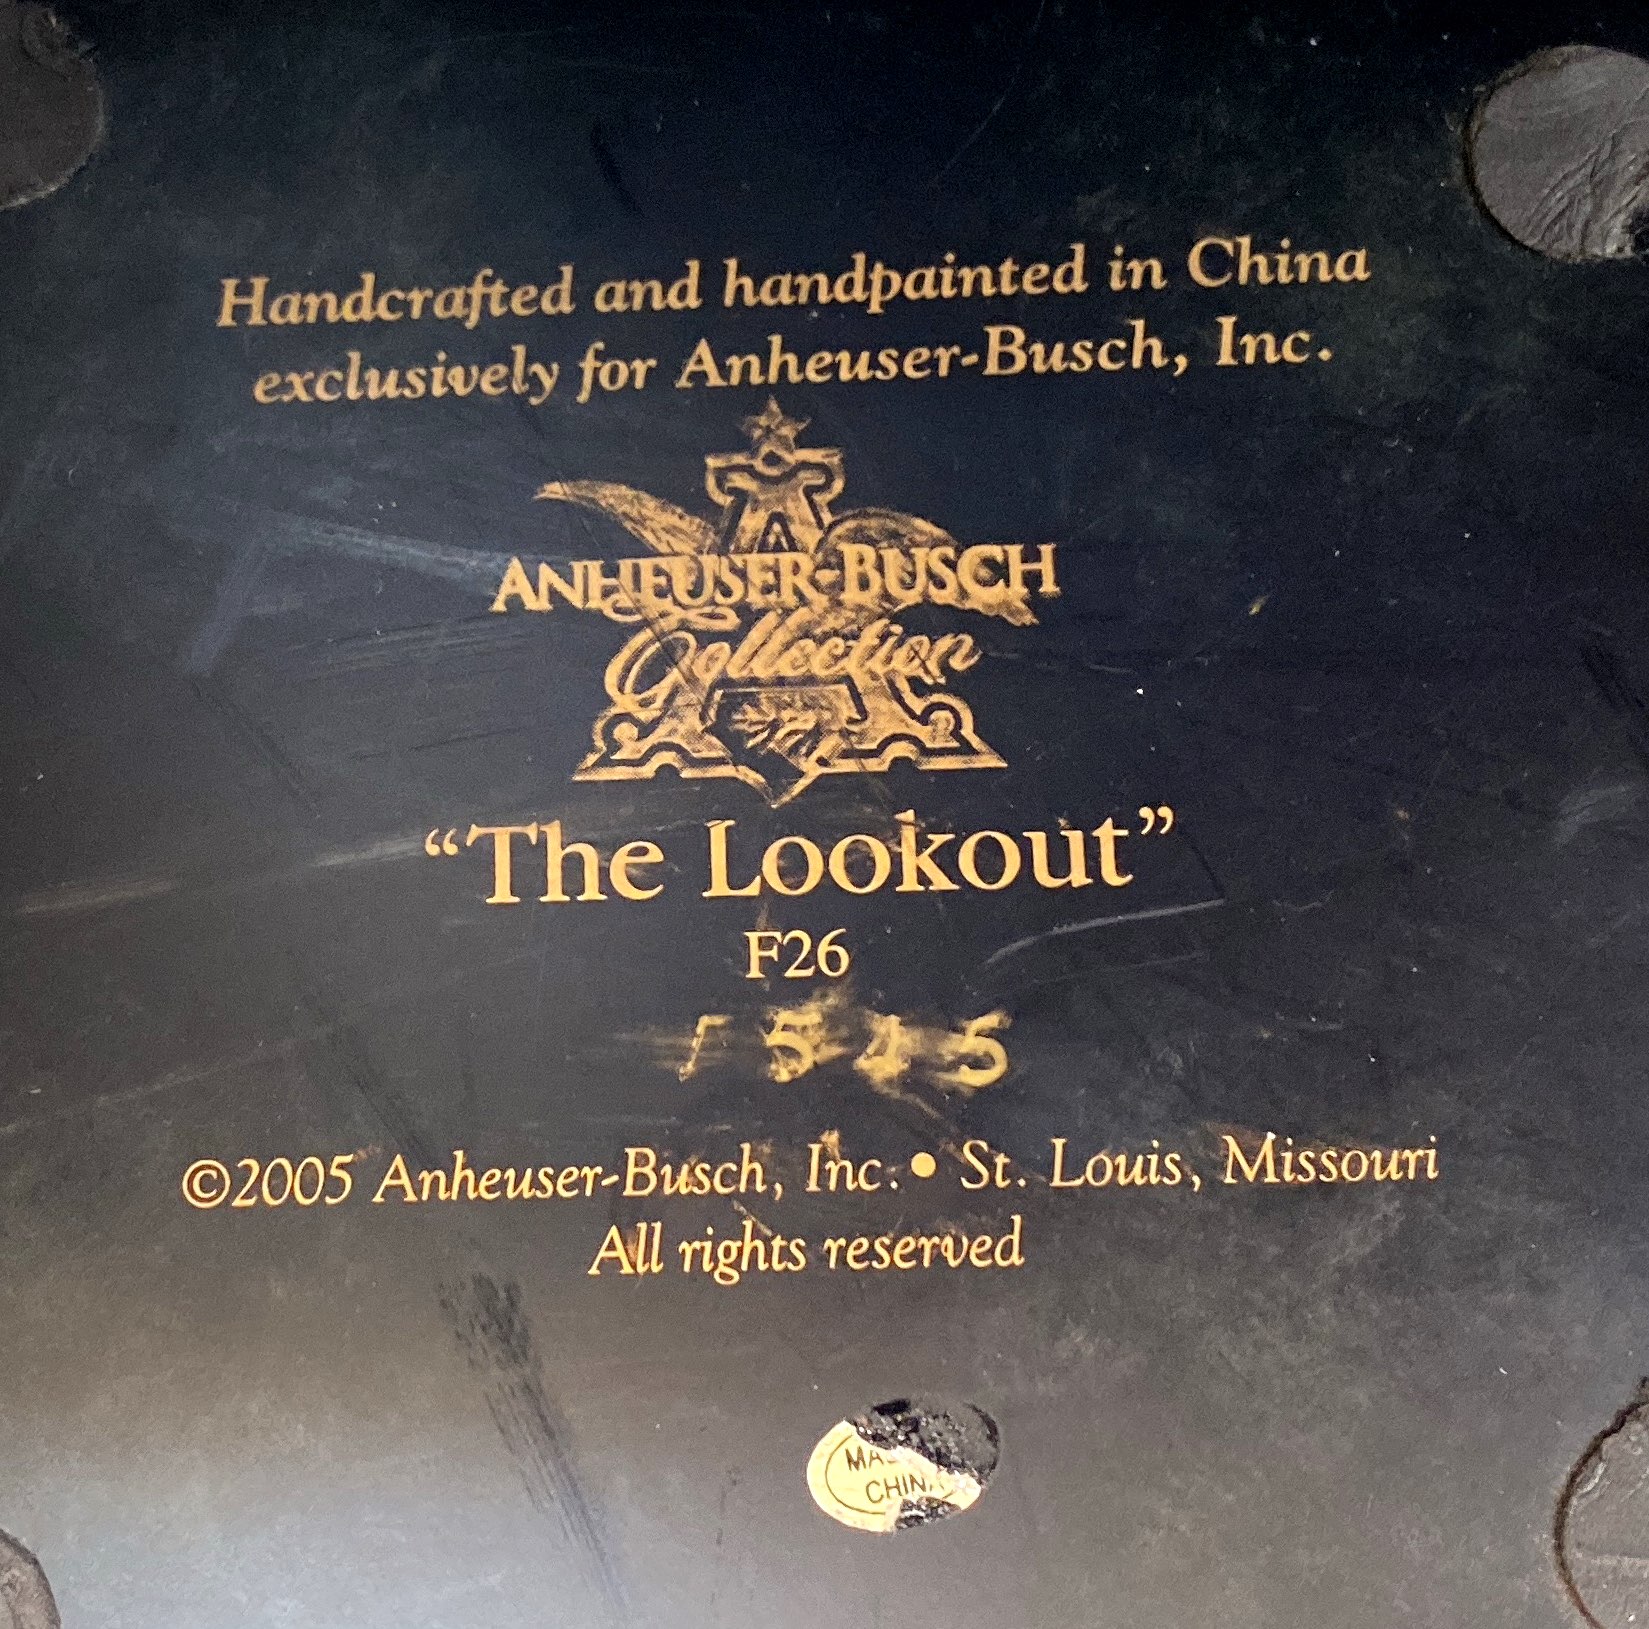 Handcrafted and handpainted in China
exclusively for Anheuser-Busch, Inc.
A
ANHEUSER-BUSCH
Collection
“The Lookout”
F26
©2005 Anheuser-Busch, Inc. • St. Louis, Missouri
All rights reserved